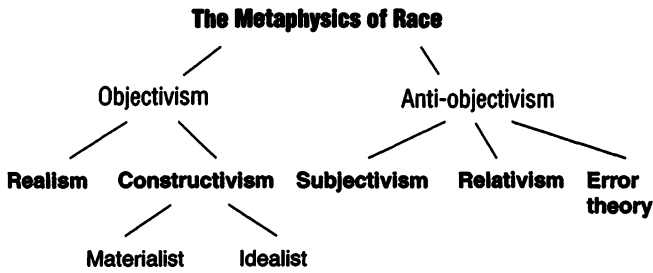 The Metaphysics of Race
Objectivism
Anti-objectivism
Realism
Constructivism
Subjectivism
Relativism
Error
theory
Materialist
Idealist